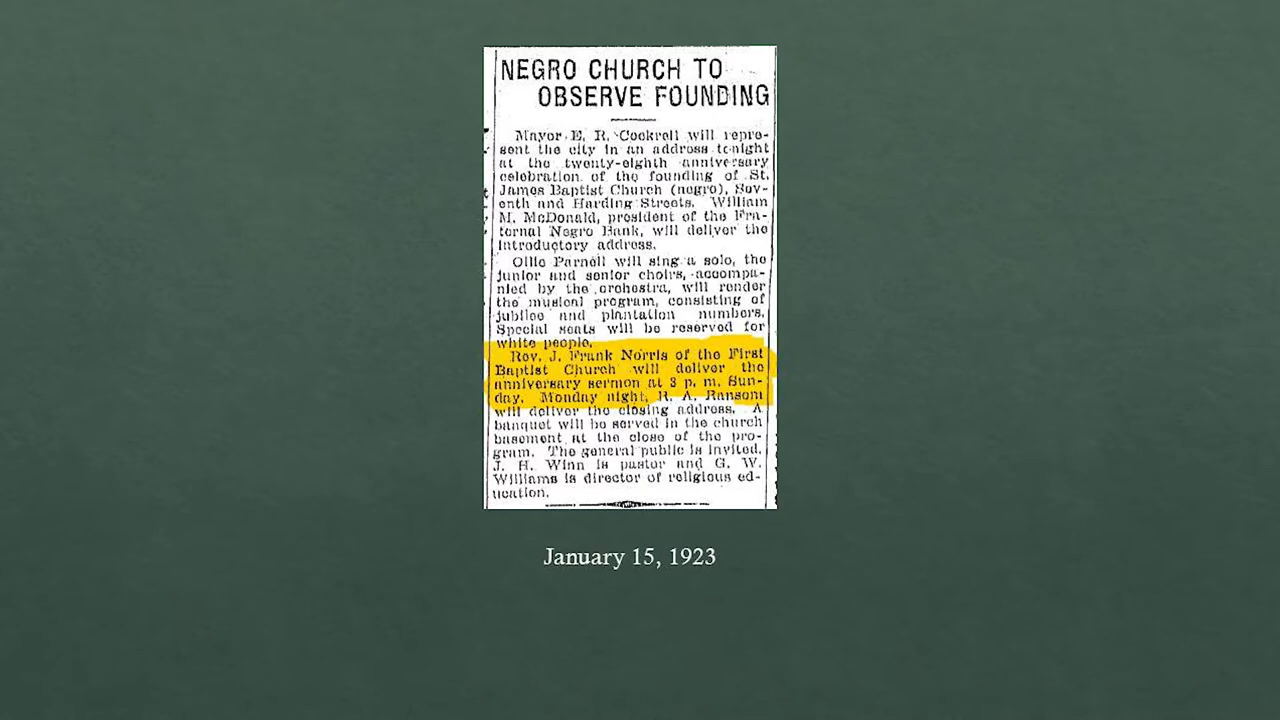 NEGRO CHURCH TO
OBSERVE FOUNDING
Mayor E. R. Cockrell will repre-
sent the city in an address tonight
at the twenty-eighth anniversary
celebration of the founding of St.
James Baptist Church (negro), Sev-
enth and Harding Streets. William
M. McDonald, president of the Fra-
ternal Negro Bank, will deliver the
introductory address.
Ollie Parnell will sing a solo, the
junior and senior choirs, accompa-
nied by the orchestra, will render
the musical program, consisting of
jubilee and plantation numbers.
Special seats will be reserved for
white people.
Rev. J. Frank Norris of the First
Baptist Church will deliver the
anniversary sermon at 3 p. m. Sun-
day. Monday night, R. A. Ransom
will deliver the closing address. A
banquet will be served in the church
basement at the close of the pro-
gram. The general public is invited.
J. H. Winn is pastor and G. W.
Williams is director of religious ed-
ucation.
January 15, 1923